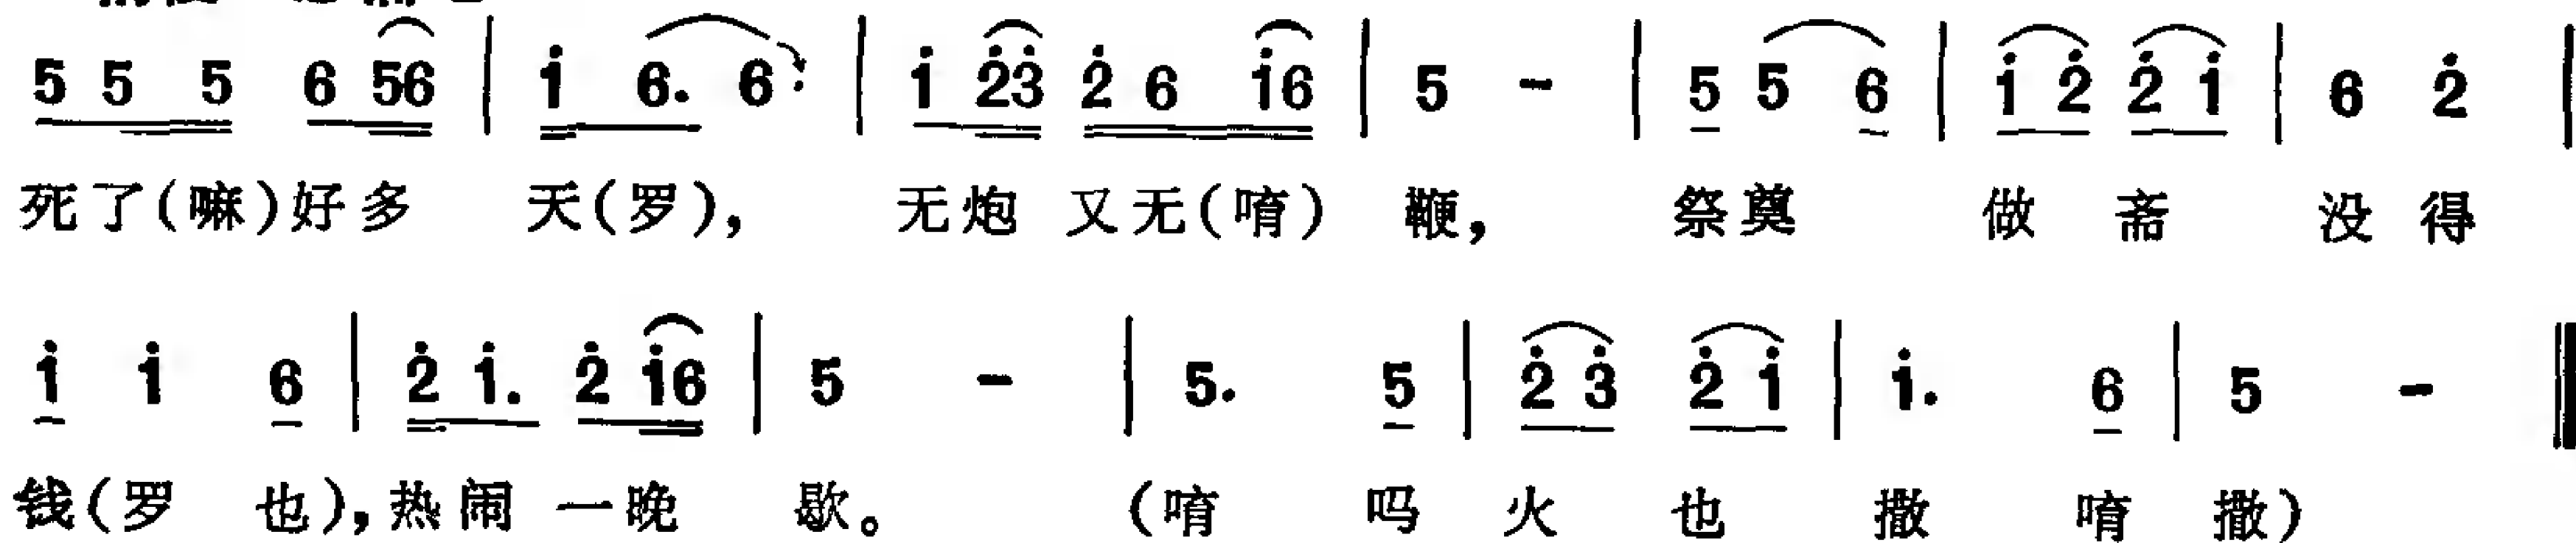 5 5 5 6 56 | i 6. 6 | i 2̇3̇ 2̇ 6 i6 | 5 - | 5 5 6 | i 2̇ 2̇ i | 6 2̇ |
死了(嘛)好多 天(罗), 无炮 又无(唷) 鞭, 祭奠 做 斋 没 得
i i 6 | 2̇ i. 2̇ i6 | 5 - | 5. 5 | 2̇ 3̇ 2̇ i | i. 6 | 5 - ‖
钱(罗 也),热闹 一晚 歇。 (唷 吗 火 也 撒 唷 撒)